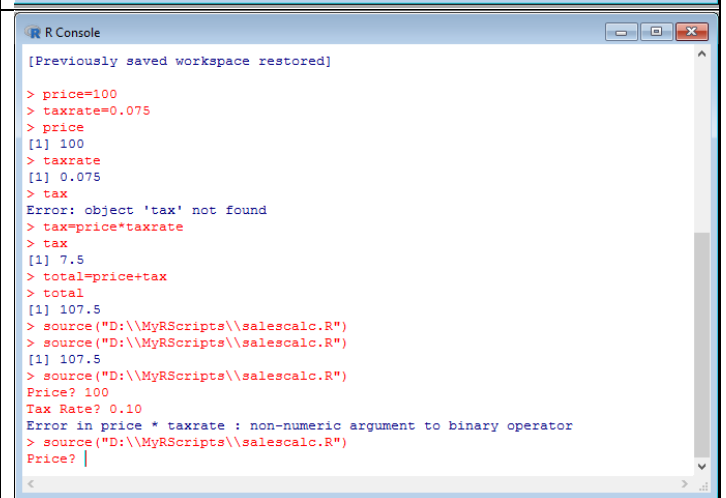 R Console
[Previously saved workspace restored]
> price=100
> taxrate=0.075
> price
[1] 100
> taxrate
[1] 0.075
> tax
Error: object 'tax' not found
> tax=price*taxrate
> tax
[1] 7.5
> total=price+tax
> total
[1] 107.5
> source("D:\\MyRScripts\\salescalc.R")
> source("D:\\MyRScripts\\salescalc.R")
[1] 107.5
> source("D:\\MyRScripts\\salescalc.R")
Price? 100
Tax Rate? 0.10
Error in price * taxrate : non-numeric argument to binary operator
> source("D:\\MyRScripts\\salescalc.R")
Price?